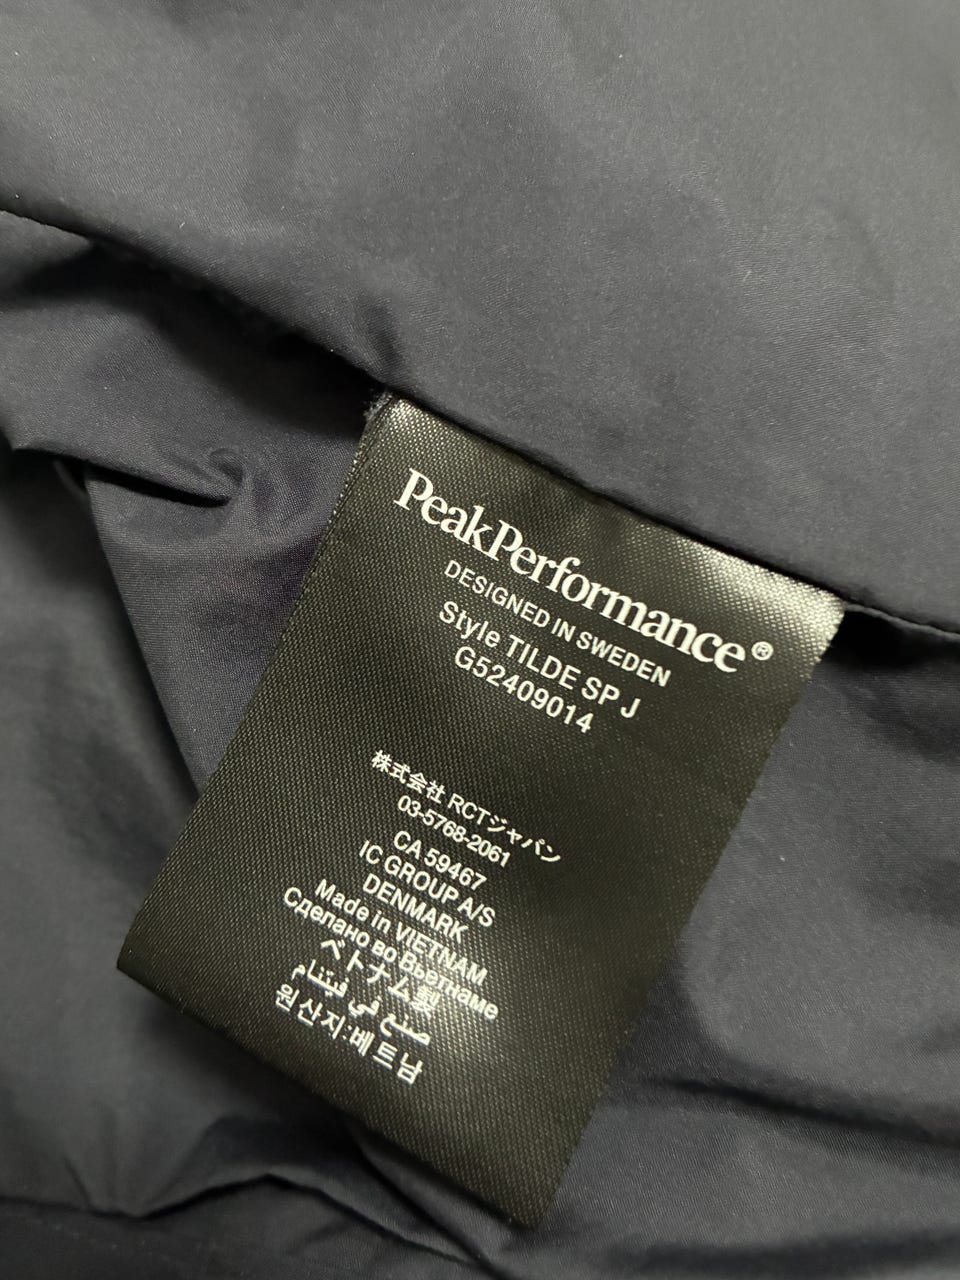 PeakPerformance®
DESIGNED IN SWEDEN
Style TILDE SP J
G52409014
株式会社 RCTジャパン
03-5768-2061
CA 59467
IC GROUP A/S
DENMARK
Made in VIETNAM
Сделано во Вьетнаме
ベトナム製
صنع في فيتنام
원산지:베트남